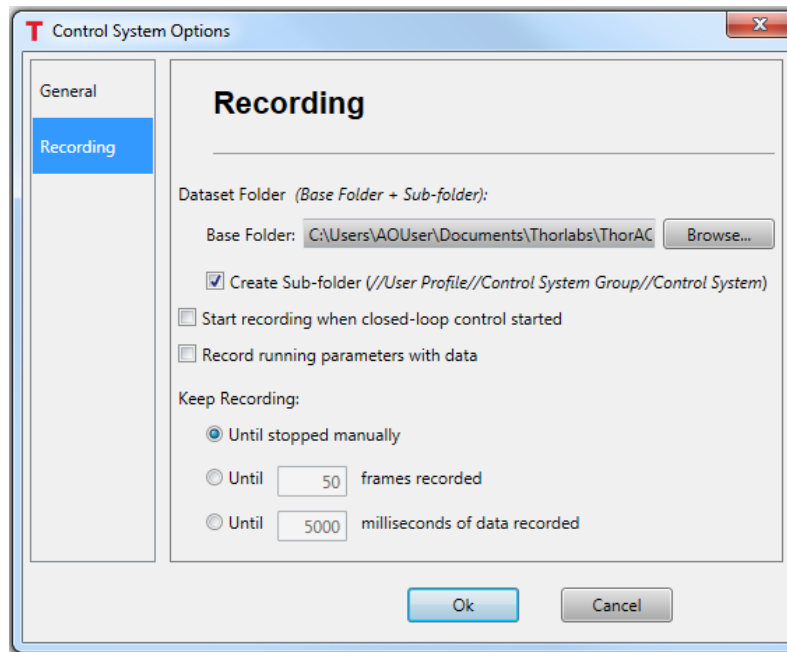 Control System Options
General
Recording
Recording
Dataset Folder (Base Folder + Sub-folder):
Base Folder: C:\Users\AOUser\Documents\Thorlabs\ThorAC Browse...
Create Sub-folder (//User Profile//Control System Group//Control System)
Start recording when closed-loop control started
Record running parameters with data
Keep Recording:
Until stopped manually
Until 50 frames recorded
Until 5000 milliseconds of data recorded
Ok Cancel